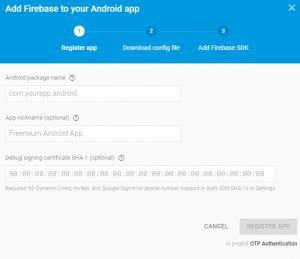 Add Firebase to your Android app
1
2
3
Register app
Download config file
Add Firebase SDK
Android package name
com.yourapp.android
App nickname (optional)
Freemium Android App
Debug signing certificate SHA-1 (optional)
00:00:00:00:00:00:00:00:00:00:00:00:00:00:00:00:00:00:00:00
Required for Dynamic Links, Invites, and Google Sign-In or phone number support in Auth. Edit SHA-1s in Settings.
CANCEL
REGISTER APP
in project OTP Authentication